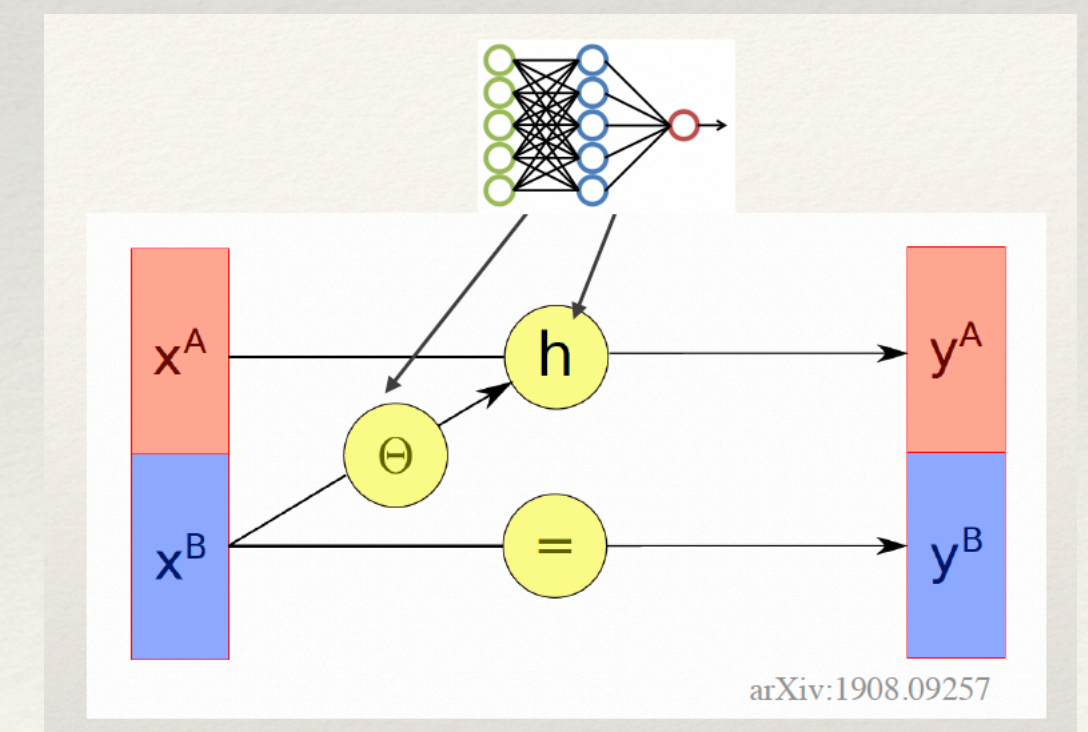 x^A
h
y^A
Θ
x^B
=
y^B
arXiv:1908.09257